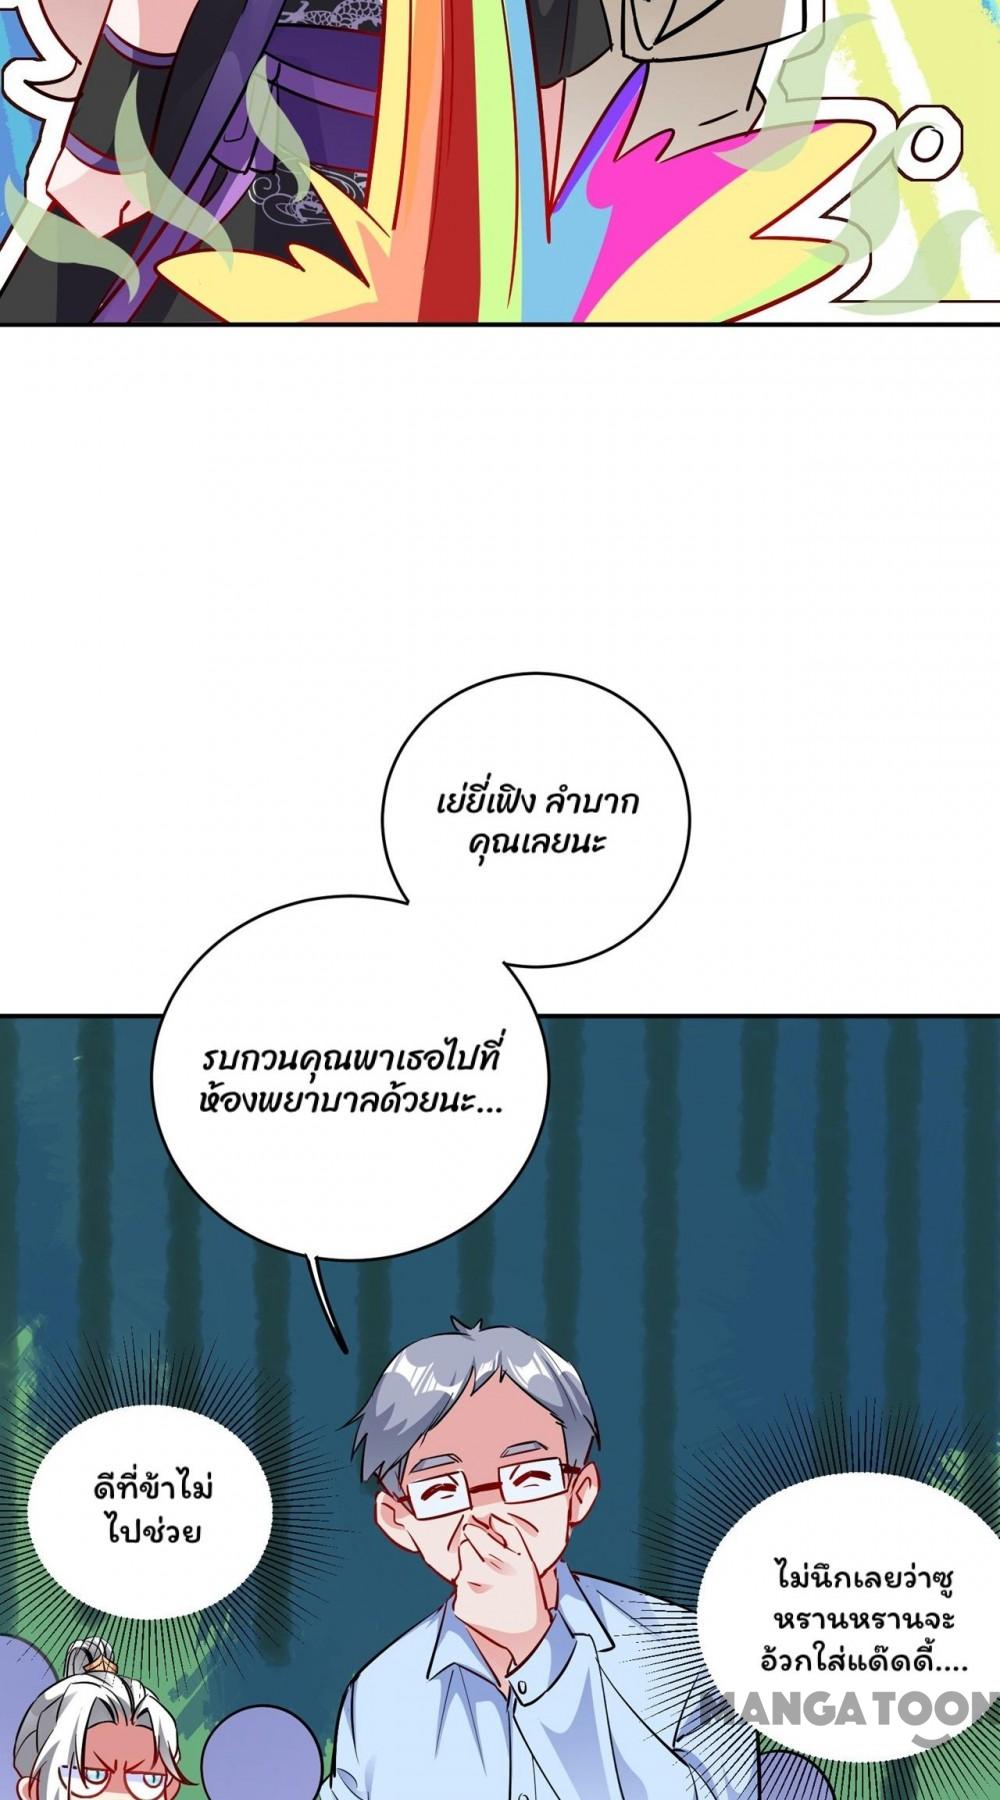 เย่ยี่เฟิง ลำบาก
คุณเลยนะ
รบกวนคุณพาเธอไปที่
ห้องพยาบาลด้วยนะ...
ดีที่ข้าไม่
ไปช่วย
ไม่นึกเลยว่าซู
หรานหรานจะ
อ้วกใส่แด๊ดดี้....
MANGATOON